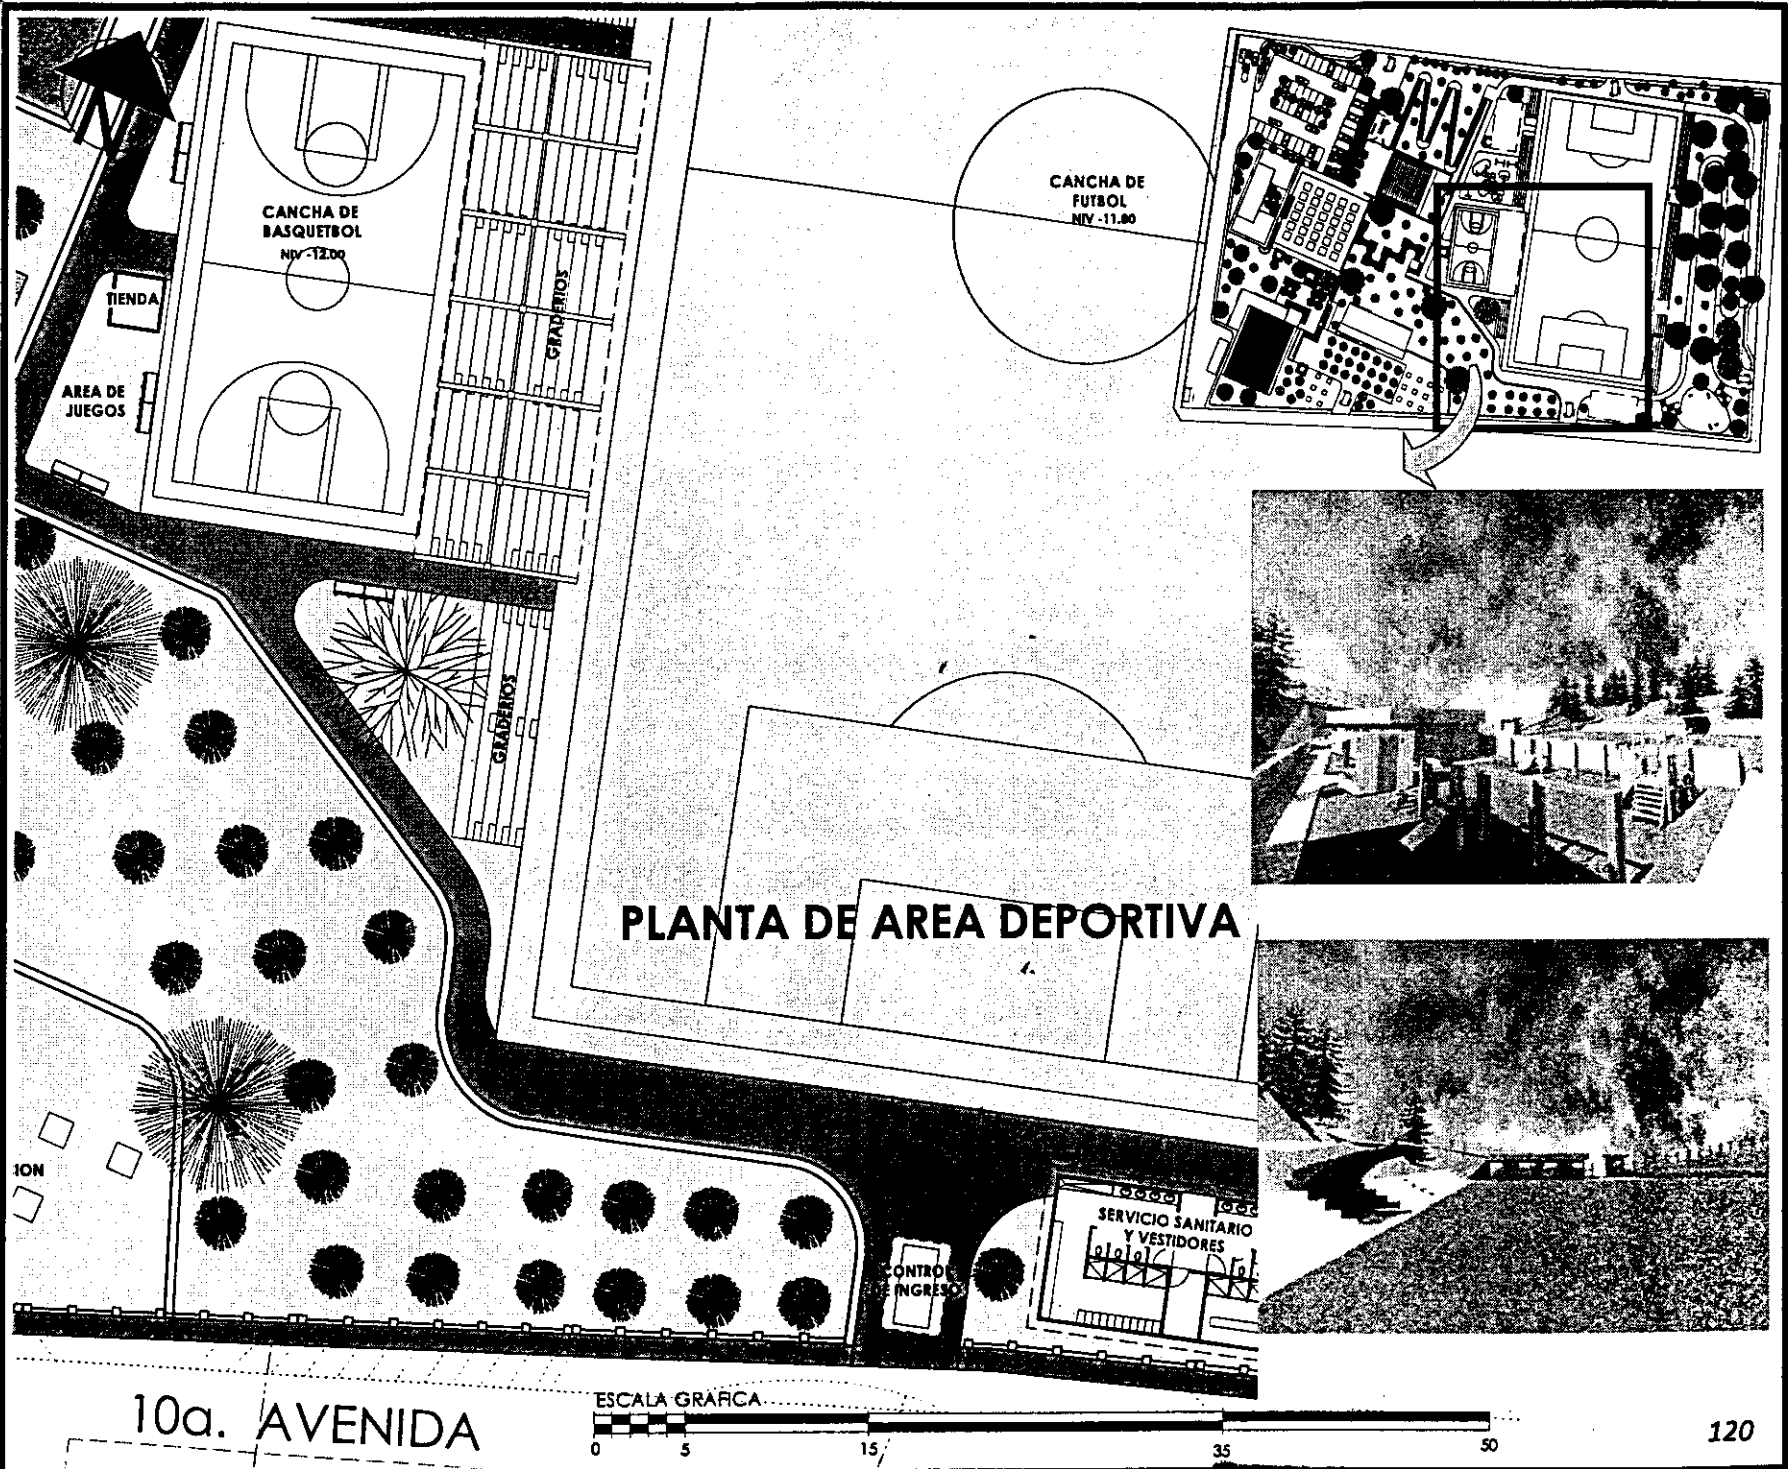 CANCHA DE
BASQUETBOL
NIV -12.00
CANCHA DE
FUTBOL
NIV -11.80
TIENDA
GRADERIOS
AREA DE
JUEGOS
GRADERIOS
PLANTA DE AREA DEPORTIVA
ION
SERVICIO SANITARIO
Y VESTIDORES
CONTROL
E INGRESO
10a. AVENIDA
ESCALA GRAFICA
0 5 15 35 50
120